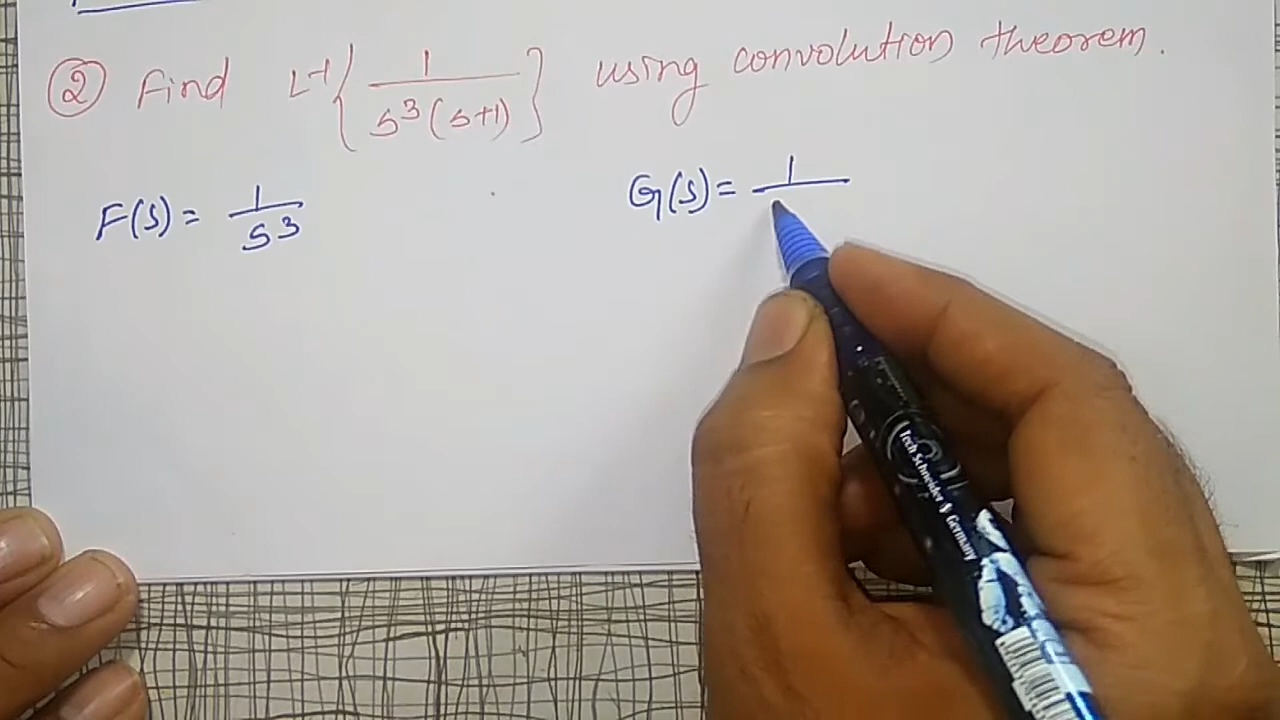 ② Find L⁻¹{ 1 / s³(s+1) } using convolution theorem.
F(s) = 1 / s³
G(s) = 1 /
Tech Schneider & Germany